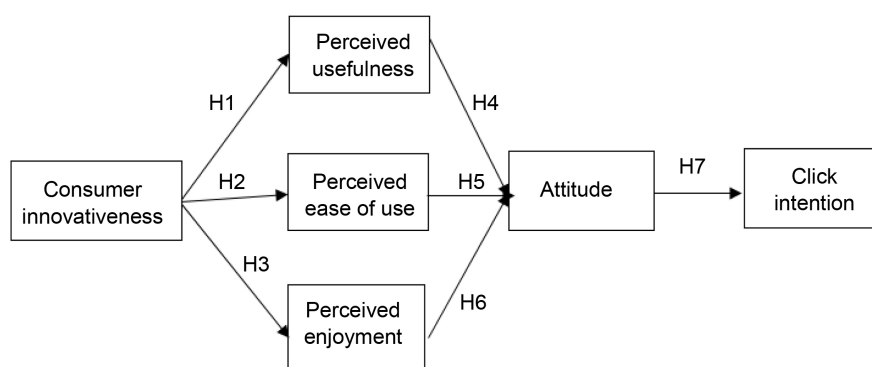 Perceived
usefulness
H1
H4
Consumer
innovativeness
H2
Perceived
ease of use
H5
Attitude
H7
Click
intention
H3
Perceived
enjoyment
H6